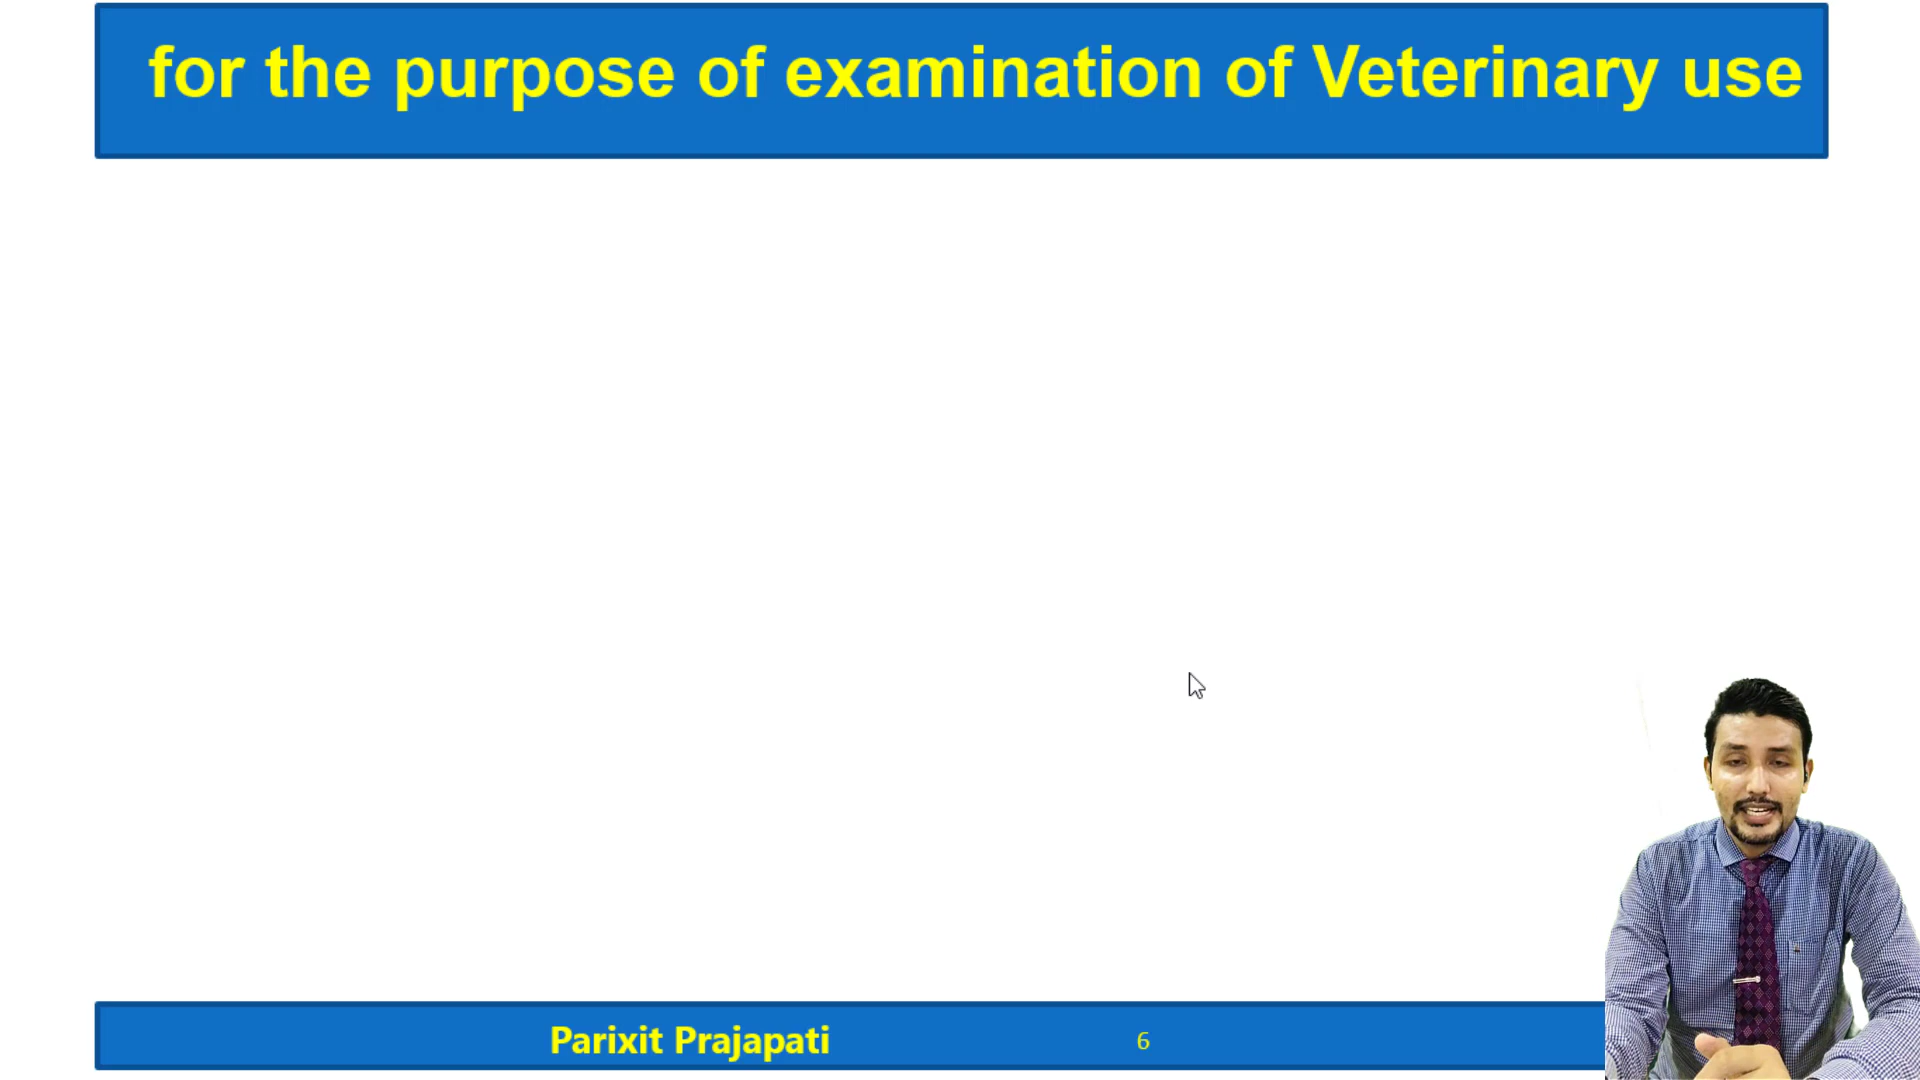 for the purpose of examination of Veterinary use
Parixit Prajapati
6